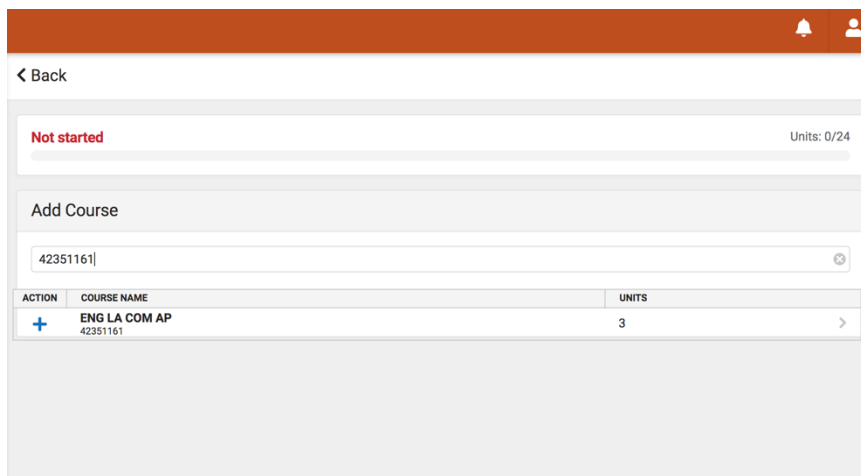 Back
Not started
Units: 0/24
Add Course
42351161
ACTION COURSE NAME UNITS
ENG LA COM AP 3
42351161